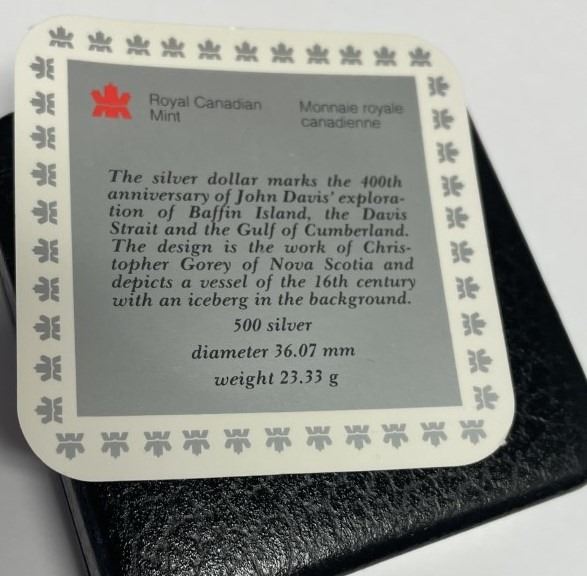 Royal Canadian Mint
Monnaie royale canadienne
The silver dollar marks the 400th
anniversary of John Davis' explora-
tion of Baffin Island, the Davis
Strait and the Gulf of Cumberland.
The design is the work of Chris-
topher Gorey of Nova Scotia and
depicts a vessel of the 16th century
with an iceberg in the background.
500 silver
diameter 36.07 mm
weight 23.33 g